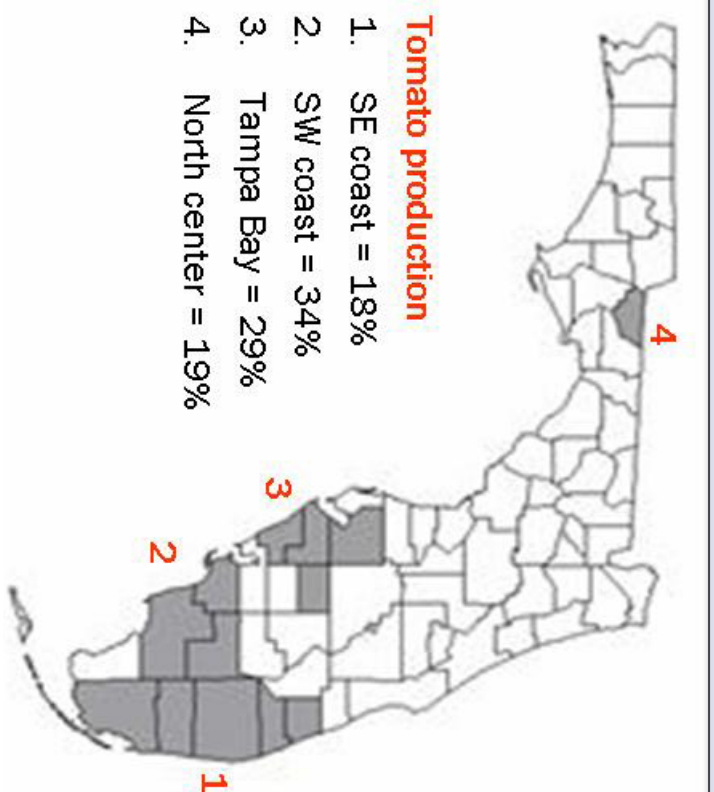 Tomato production
1. SE coast = 18%
2. SW coast = 34%
3. Tampa Bay = 29%
4. North center = 19%
4
3
2
1